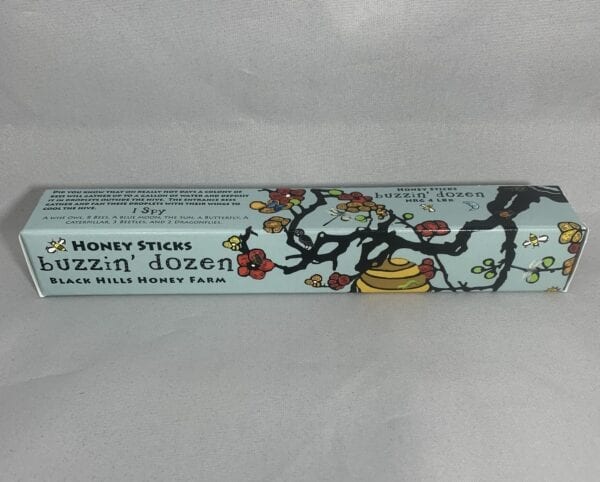 Did you know that on really hot days a colony of
bees will gather up to a gallon of water and deposit
it in droplets outside the hive. The entrance bees
gather and fan these droplets with their wings to
cool the hive.
I Spy
A wise owl, 8 Bees, A blue moon, the sun, a Butterfly, a
Caterpillar, 3 Beetles, and 2 Dragonflies.
Honey Sticks
buzzin' dozen
Honey Sticks
buzzin' dozen
Black Hills Honey Farm